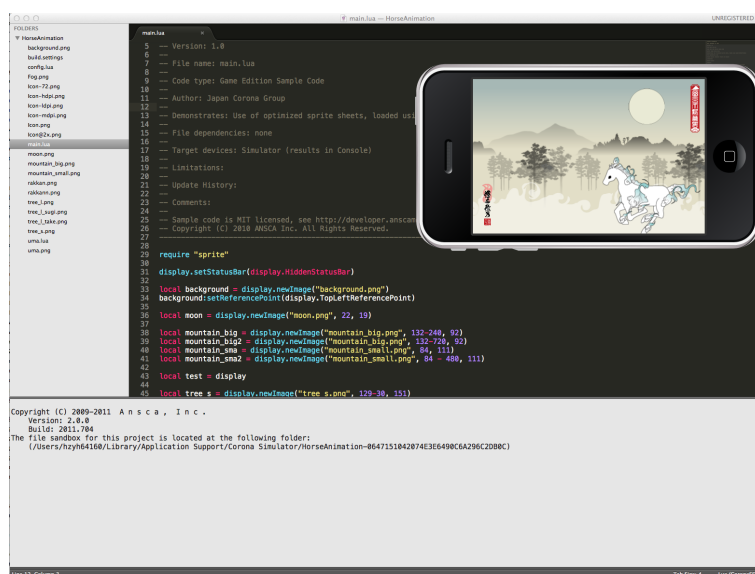 main.lua — HorseAnimation
UNREGISTERED
FOLDERS
HorseAnimation
background.png
build.settings
config.lua
Fog.png
Icon-72.png
Icon-hdpi.png
Icon-ldpi.png
Icon-mdpi.png
Icon.png
Icon@2x.png
main.lua
moon.png
mountain_big.png
mountain_small.png
rakkan.png
rakkann.png
tree_l.png
tree_l_sugi.png
tree_l_take.png
tree_s.png
uma.lua
uma.png
main.lua ×
5 -- Version: 1.0
6 --
7 -- File name: main.lua
8 --
9 -- Code type: Game Edition Sample Code
10 --
11 -- Author: Japan Corona Group
12 --
13 -- Demonstrates: Use of optimized sprite sheets, loaded usi
14 --
15 -- File dependencies: none
16 --
17 -- Target devices: Simulator (results in Console)
18 --
19 -- Limitations:
20 --
21 -- Update History:
22 --
23 -- Comments:
24 --
25 -- Sample code is MIT licensed, see http://developer.anscam
26 -- Copyright (C) 2010 ANSCA Inc. All Rights Reserved.
27
28
29 require "sprite"
30
31 display.setStatusBar(display.HiddenStatusBar)
32
33 local background = display.newImage("background.png")
34 background:setReferencePoint(display.TopLeftReferencePoint)
35
36 local moon = display.newImage("moon.png", 22, 19)
37
38 local mountain_big = display.newImage("mountain_big.png", 132-240, 92)
39 local mountain_big2 = display.newImage("mountain_big.png", 132-720, 92)
40 local mountain_sma = display.newImage("mountain_small.png", 84, 111)
41 local mountain_sma2 = display.newImage("mountain_small.png", 84 - 480, 111)
42
43 local test = display
44
45 local tree_s = display.newImage("tree_s.png", 129-30, 151)
Copyright (C) 2009-2011 A n s c a , I n c .
Version: 2.0.0
Build: 2011.704
The file sandbox for this project is located at the following folder:
(/Users/hzyh64160/Library/Application Support/Corona Simulator/HorseAnimation-0647151042074E3E6490C6A296C2DB0C)